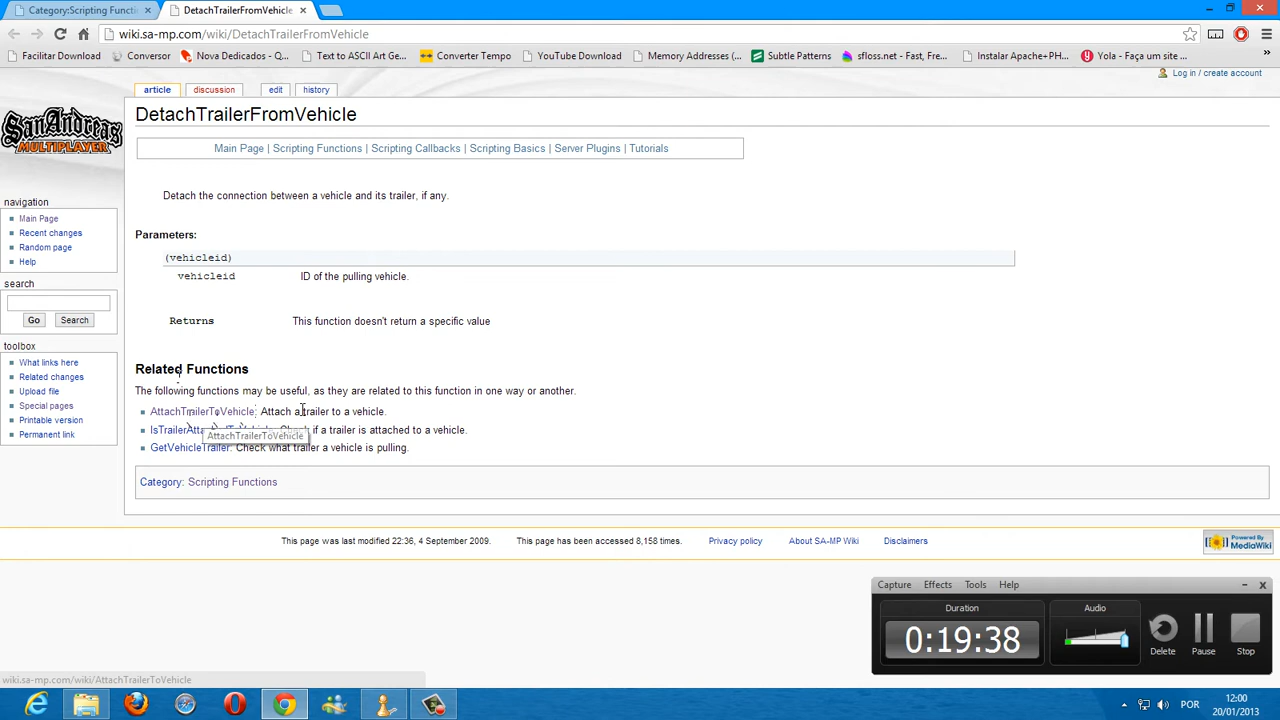 Category:Scripting Functi
DetachTrailerFromVehicle
wiki.sa-mp.com/wiki/DetachTrailerFromVehicle
Facilitar Download
Conversor
Nova Dedicados - Q...
Text to ASCII Art Ge...
Converter Tempo
YouTube Download
Memory Addresses (...
Subtle Patterns
sfloss.net - Fast, Fre...
Instalar Apache+PH...
Yola - Faça um site ...
Log in / create account
article
discussion
edit
history
San Andreas
MULTIPLAYER
DetachTrailerFromVehicle
Main Page | Scripting Functions | Scripting Callbacks | Scripting Basics | Server Plugins | Tutorials
Detach the connection between a vehicle and its trailer, if any.
Parameters:
(vehicleid)
vehicleid ID of the pulling vehicle.
Returns This function doesn't return a specific value
Related Functions
The following functions may be useful, as they are related to this function in one way or another.
AttachTrailerToVehicle: Attach a trailer to a vehicle.
if a trailer is attached to a vehicle.
AttachTrailerToVehicle
GetVehicleTrailer: Check what trailer a vehicle is pulling.
Category: Scripting Functions
navigation
Main Page
Recent changes
Random page
Help
search
Go
Search
toolbox
What links here
Related changes
Upload file
Special pages
Printable version
Permanent link
This page was last modified 22:36, 4 September 2009.
This page has been accessed 8,158 times.
Privacy policy
About SA-MP Wiki
Disclaimers
Powered By
MediaWiki
Capture
Effects
Tools
Help
Duration
0:19:38
Audio
Delete
Pause
Stop
wiki.sa-mp.com/wiki/AttachTrailerToVehicle
POR
12:00
20/01/2013